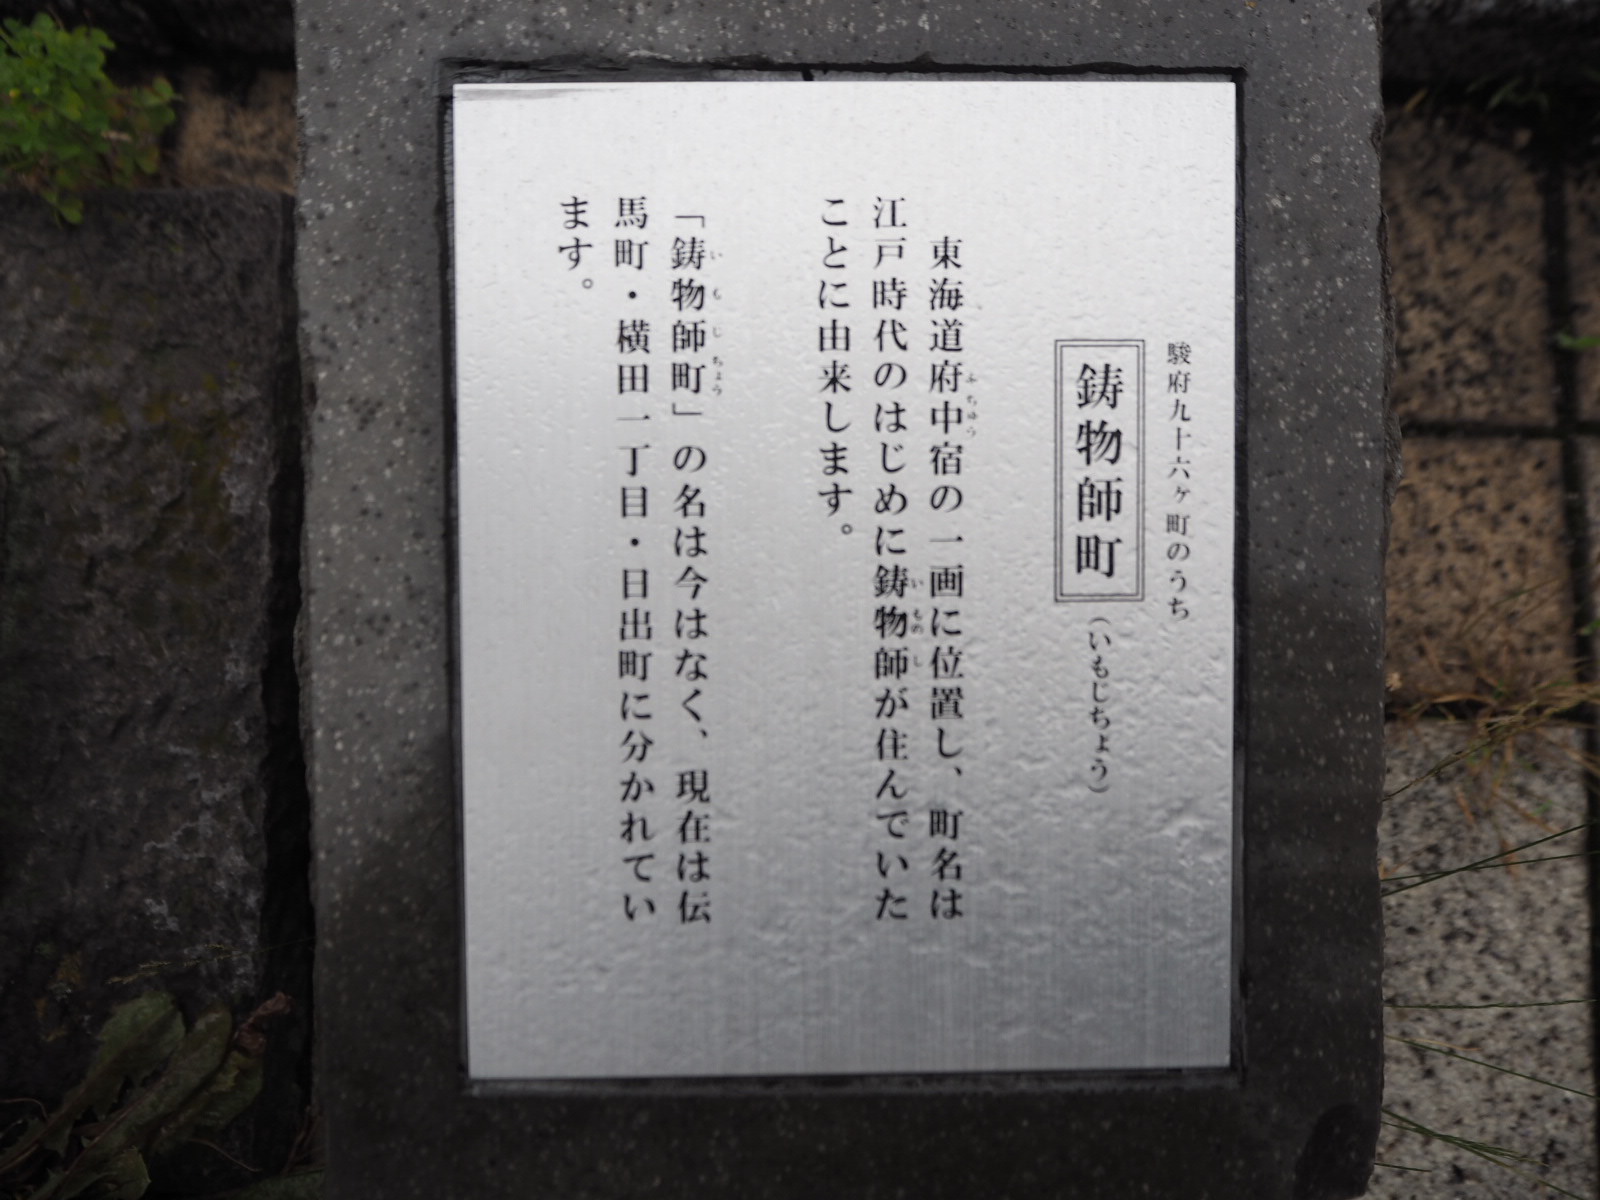 駿府九十六ヶ町のうち
鋳物師町(いもじちょう)
東海道府中宿の一画に位置し、町名は
江戸時代のはじめに鋳物師が住んでいた
ことに由来します。
「鋳物師町」の名は今はなく、現在は伝
馬町・横田一丁目・日出町に分かれてい
ます。